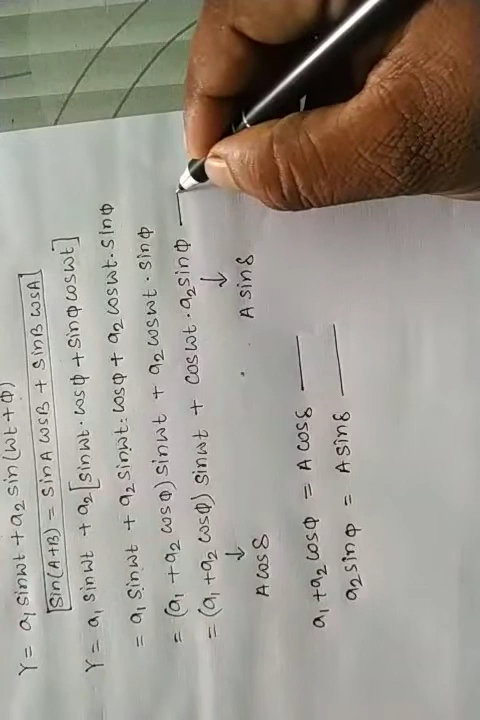 Y = a₁ sinωt + a₂ sin(ωt + Φ)
[sin(A+B) = sinA cosB + sinB cosA]
Y = a₁ sinωt + a₂ [sinωt · cosΦ + sinΦ cosωt]
= a₁ sinωt + a₂ sinωt · cosΦ + a₂ cosωt · sinΦ
= (a₁ + a₂ cosΦ) sinωt + a₂ cosωt · sinΦ
= (a₁ + a₂ cosΦ) sinωt + cosωt · a₂ sinΦ —
↓ ↓
A cosδ A sinδ
a₁ + a₂ cosΦ = A cosδ —
a₂ sinΦ = A sinδ —